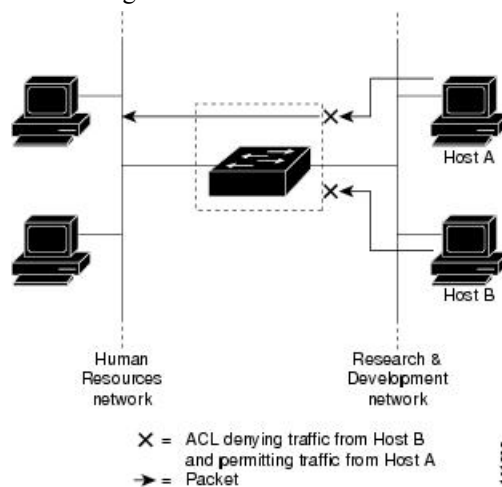 Host A
Host B
Human
Resources
network
Research &
Development
network
X = ACL denying traffic from Host B
and permitting traffic from Host A
= Packet